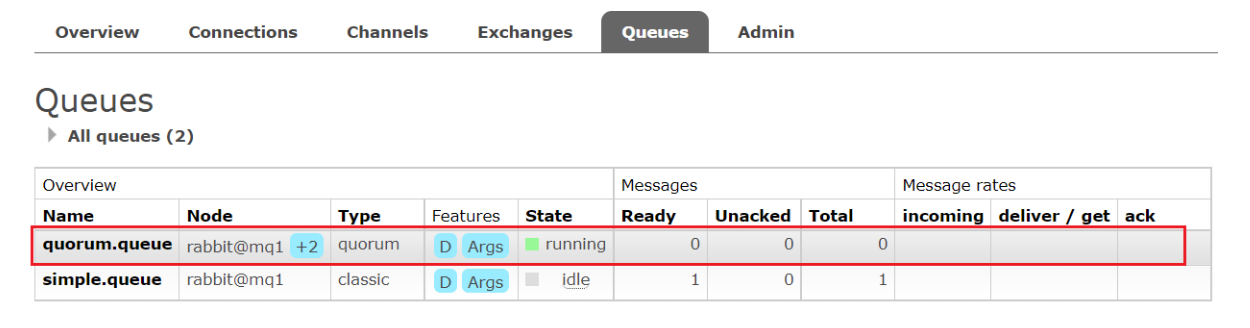 Overview Connections Channels Exchanges Queues Admin
Queues
All queues (2)
Overview Messages Message rates
Name Node Type Features State Ready Unacked Total incoming deliver / get ack
quorum.queue rabbit@mq1 +2 quorum D Args running 0 0 0
simple.queue rabbit@mq1 classic D Args idle 1 0 1